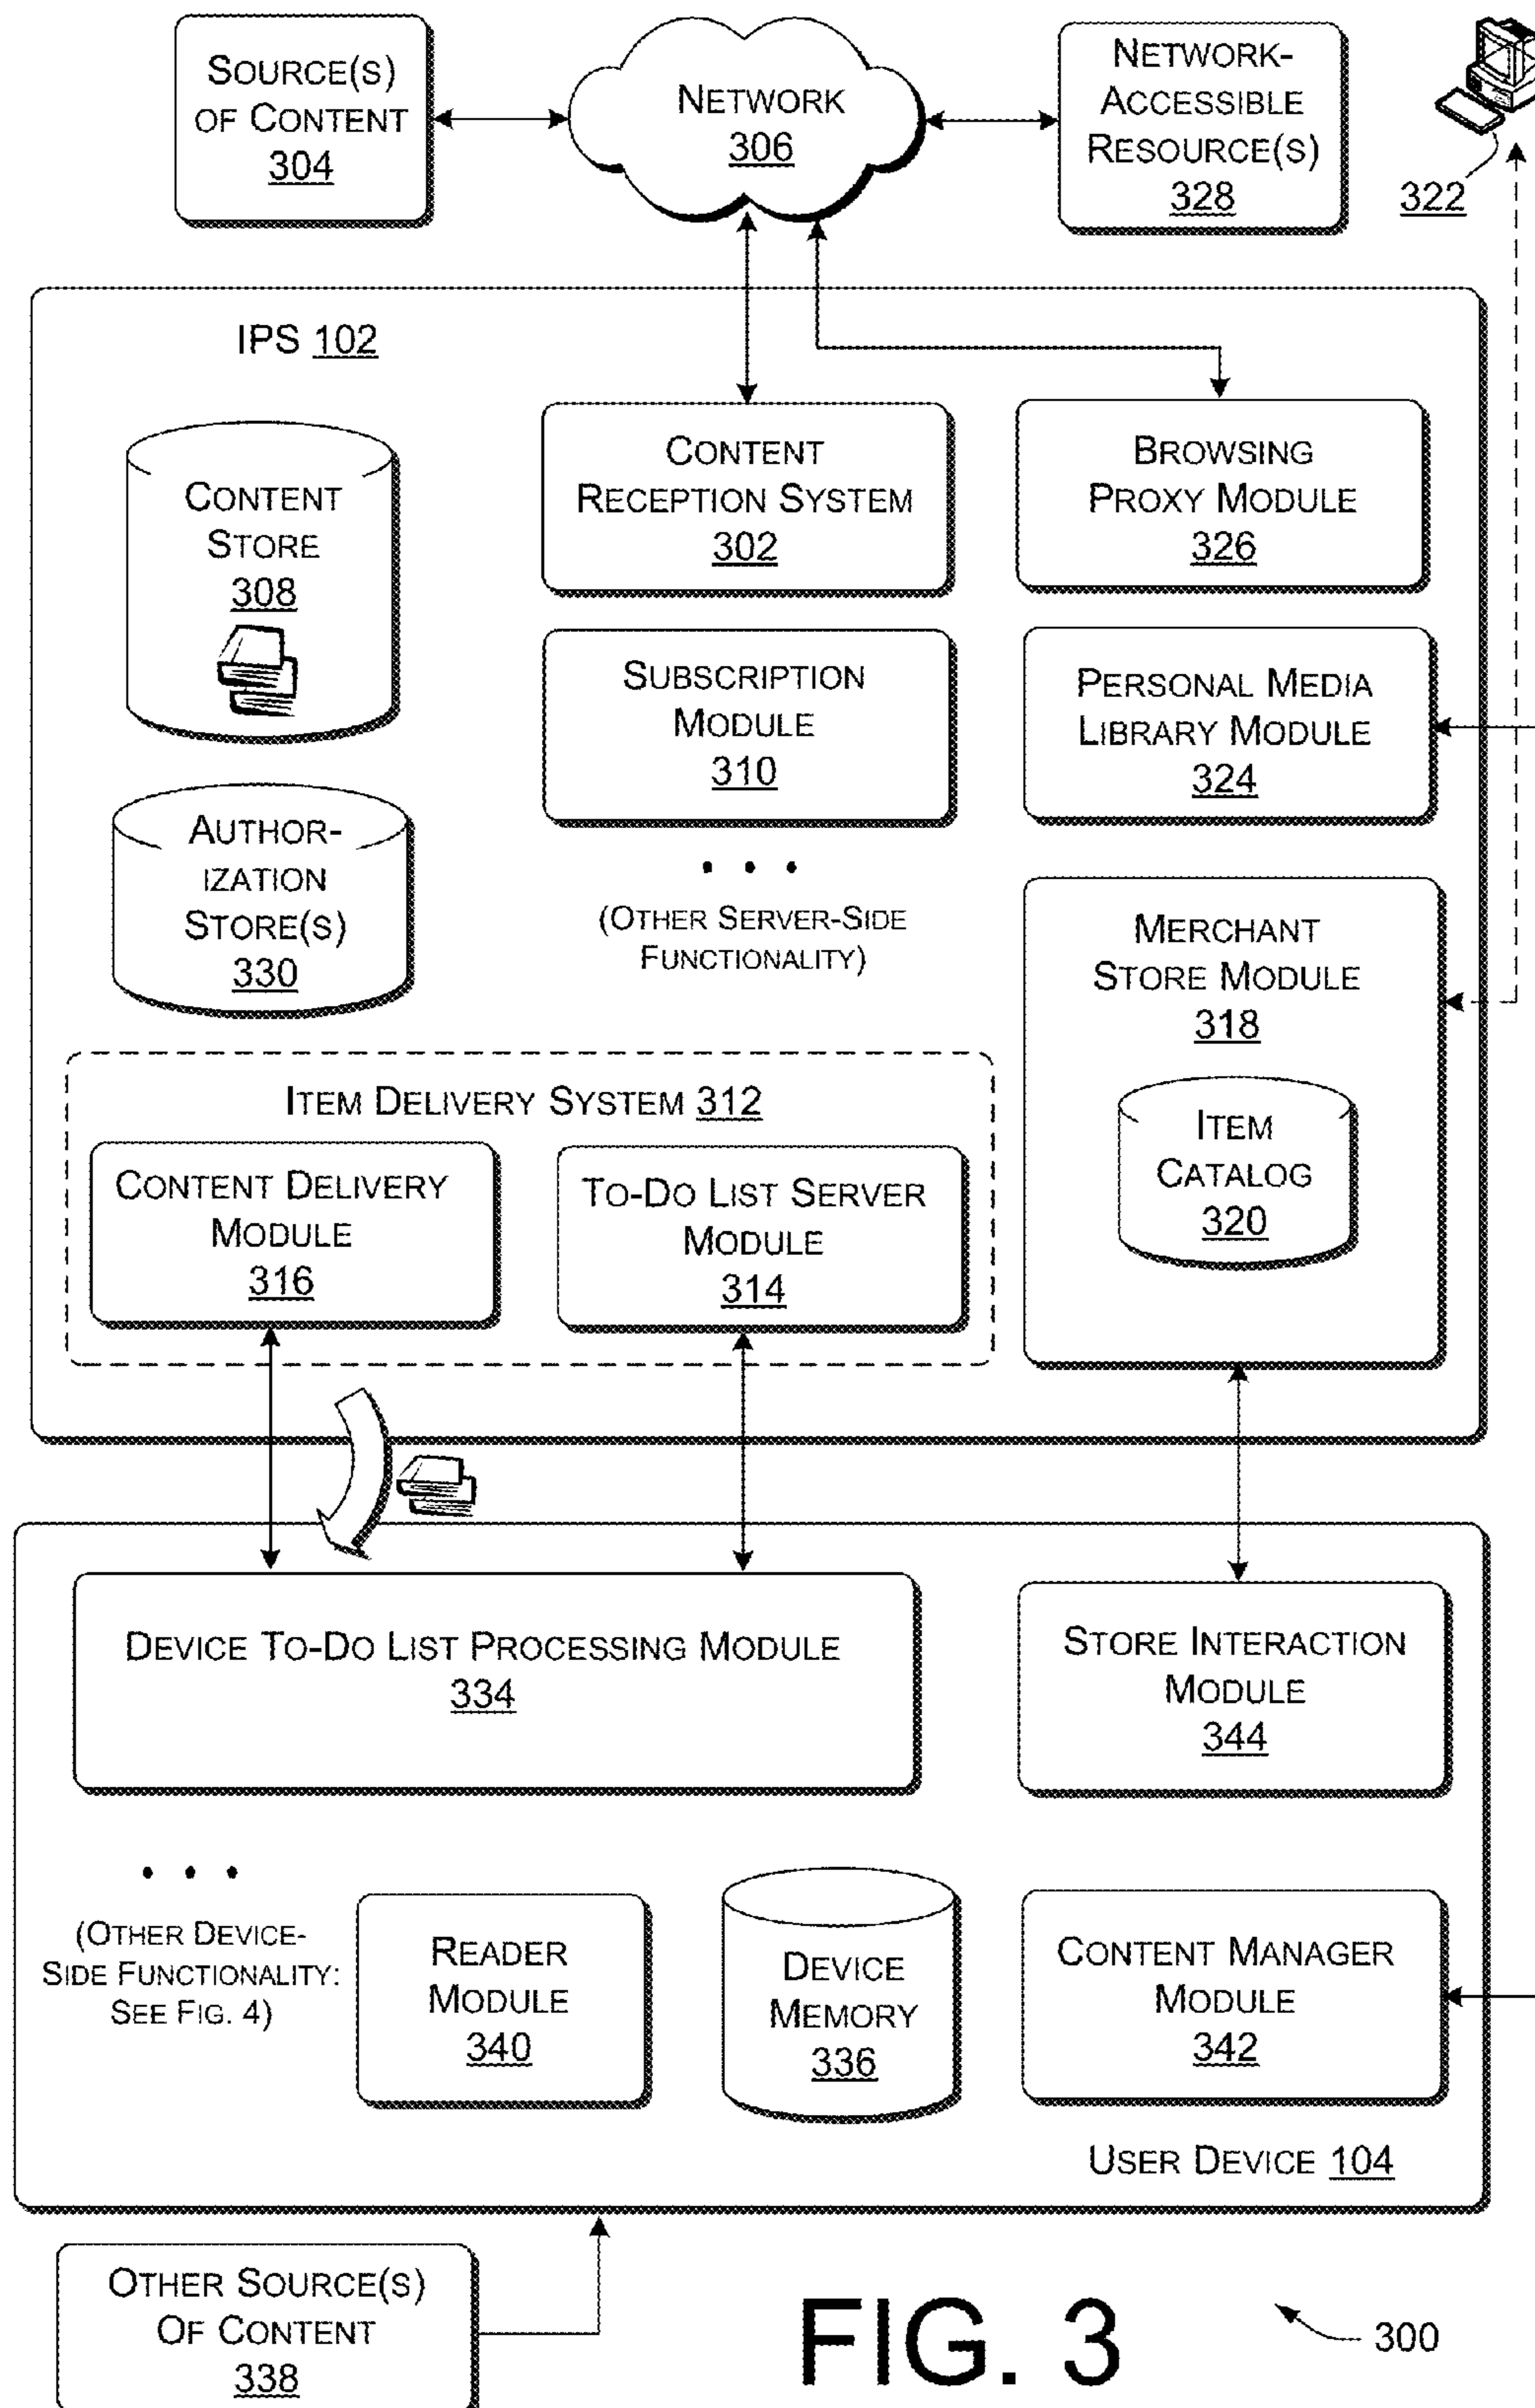 SOURCE(S)
OF CONTENT
304
NETWORK
306
NETWORK-
ACCESSIBLE
RESOURCE(S)
328
322
IPS 102
CONTENT
STORE
308
CONTENT
RECEPTION SYSTEM
302
BROWSING
PROXY MODULE
326
SUBSCRIPTION
MODULE
310
PERSONAL MEDIA
LIBRARY MODULE
324
AUTHOR-
IZATION
STORE(S)
330
• • •
(OTHER SERVER-SIDE
FUNCTIONALITY)
MERCHANT
STORE MODULE
318
ITEM
CATALOG
320
ITEM DELIVERY SYSTEM 312
CONTENT DELIVERY
MODULE
316
TO-DO LIST SERVER
MODULE
314
DEVICE TO-DO LIST PROCESSING MODULE
334
STORE INTERACTION
MODULE
344
• • •
(OTHER DEVICE-
SIDE FUNCTIONALITY:
SEE FIG. 4)
READER
MODULE
340
DEVICE
MEMORY
336
CONTENT MANAGER
MODULE
342
USER DEVICE 104
OTHER SOURCE(S)
OF CONTENT
338
FIG. 3
300